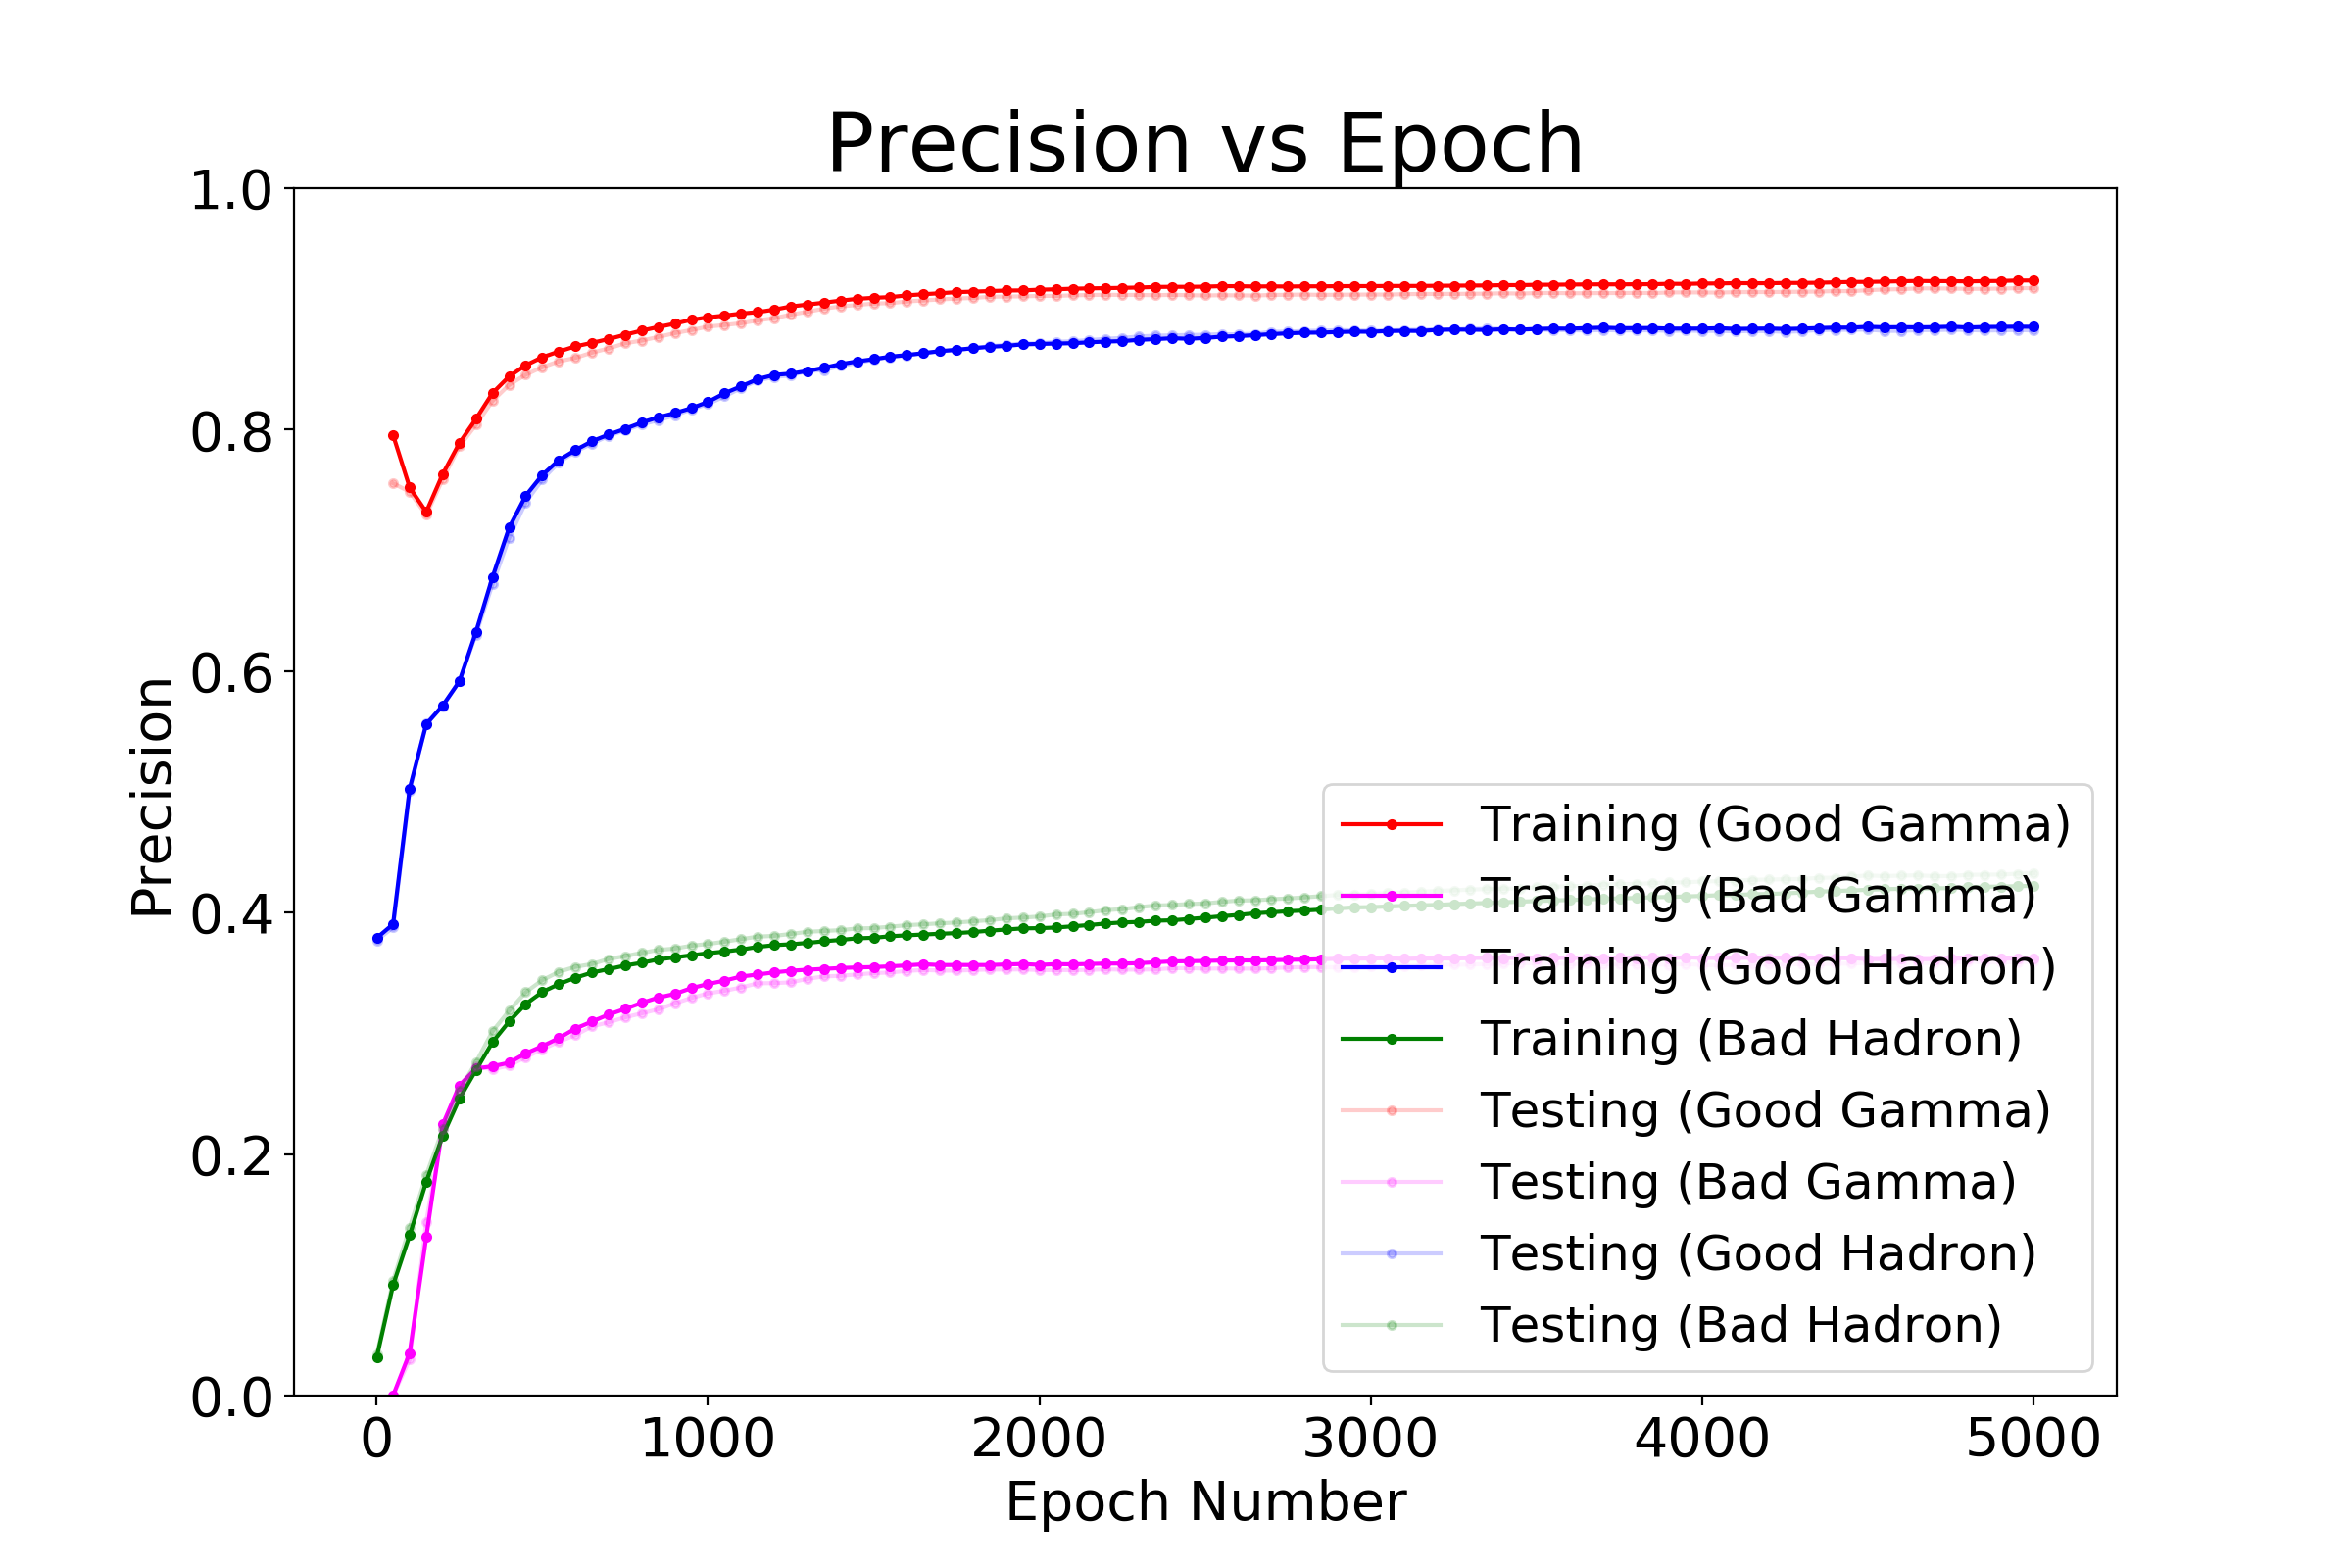 Precision vs Epoch
1.0
0.8
0.6
0.4
0.2
0.0
Precision
Training (Good Gamma)
Training (Bad Gamma)
Training (Good Hadron)
Training (Bad Hadron)
Testing (Good Gamma)
Testing (Bad Gamma)
Testing (Good Hadron)
Testing (Bad Hadron)
0 1000 2000 3000 4000 5000
Epoch Number